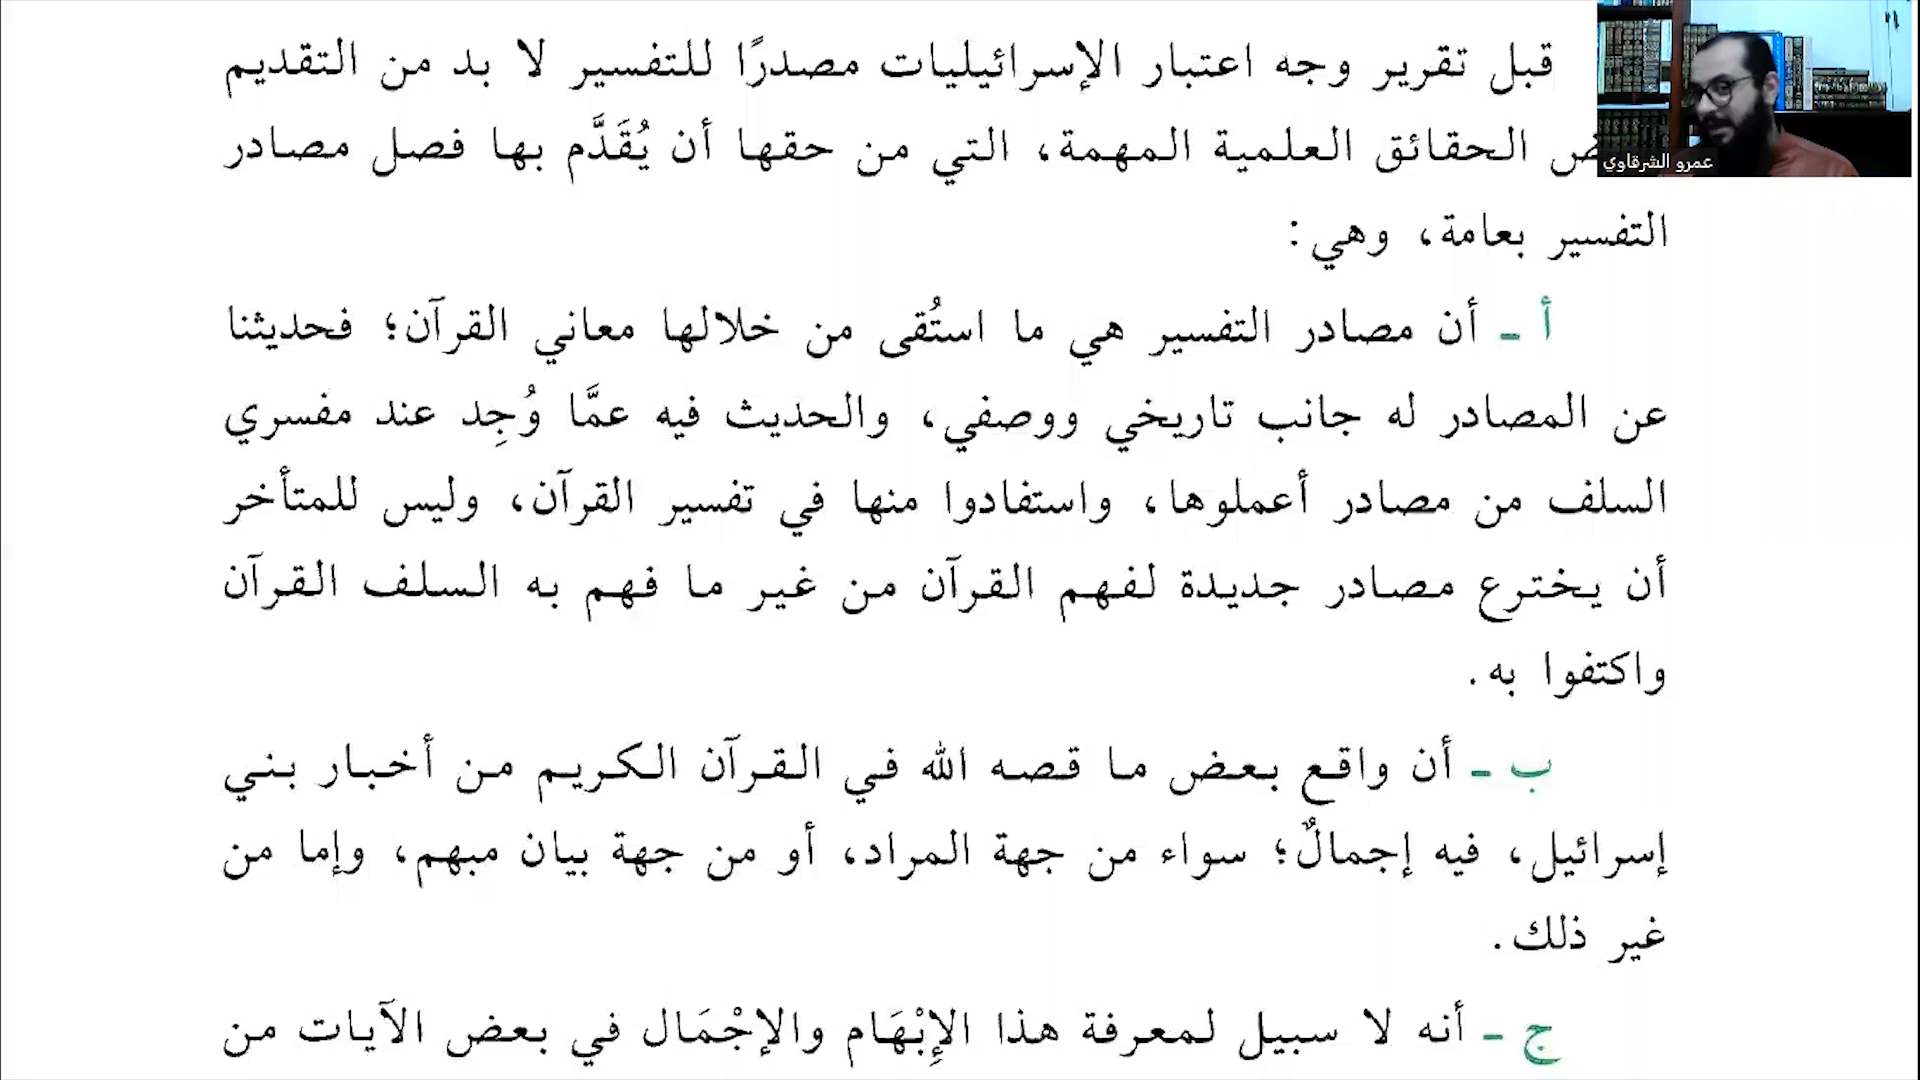 قبل تقرير وجه اعتبار الإسرائيليات مصدرًا للتفسير لا بد من التقديم
الحقائق العلمية المهمة، التي من حقها أن يُقَدَّم بها فصل مصادر
التفسير بعامة، وهي:
أ - أن مصادر التفسير هي ما استُقى من خلالها معاني القرآن؛ فحديثنا
عن المصادر له جانب تاريخي ووصفي، والحديث فيه عمَّا وُجِد عند مفسري
السلف من مصادر أعملوها، واستفادوا منها في تفسير القرآن، وليس للمتأخر
أن يخترع مصادر جديدة لفهم القرآن من غير ما فهم به السلف القرآن
واكتفوا به.
ب - أن واقع بعض ما قصه الله في القرآن الكريم من أخبار بني
إسرائيل، فيه إجمالٌ؛ سواء من جهة المراد، أو من جهة بيان مبهم، وإما من
غير ذلك.
ج - أنه لا سبيل لمعرفة هذا الإِبْهَام والإجْمَال في بعض الآيات من
عمرو الشرقاوي